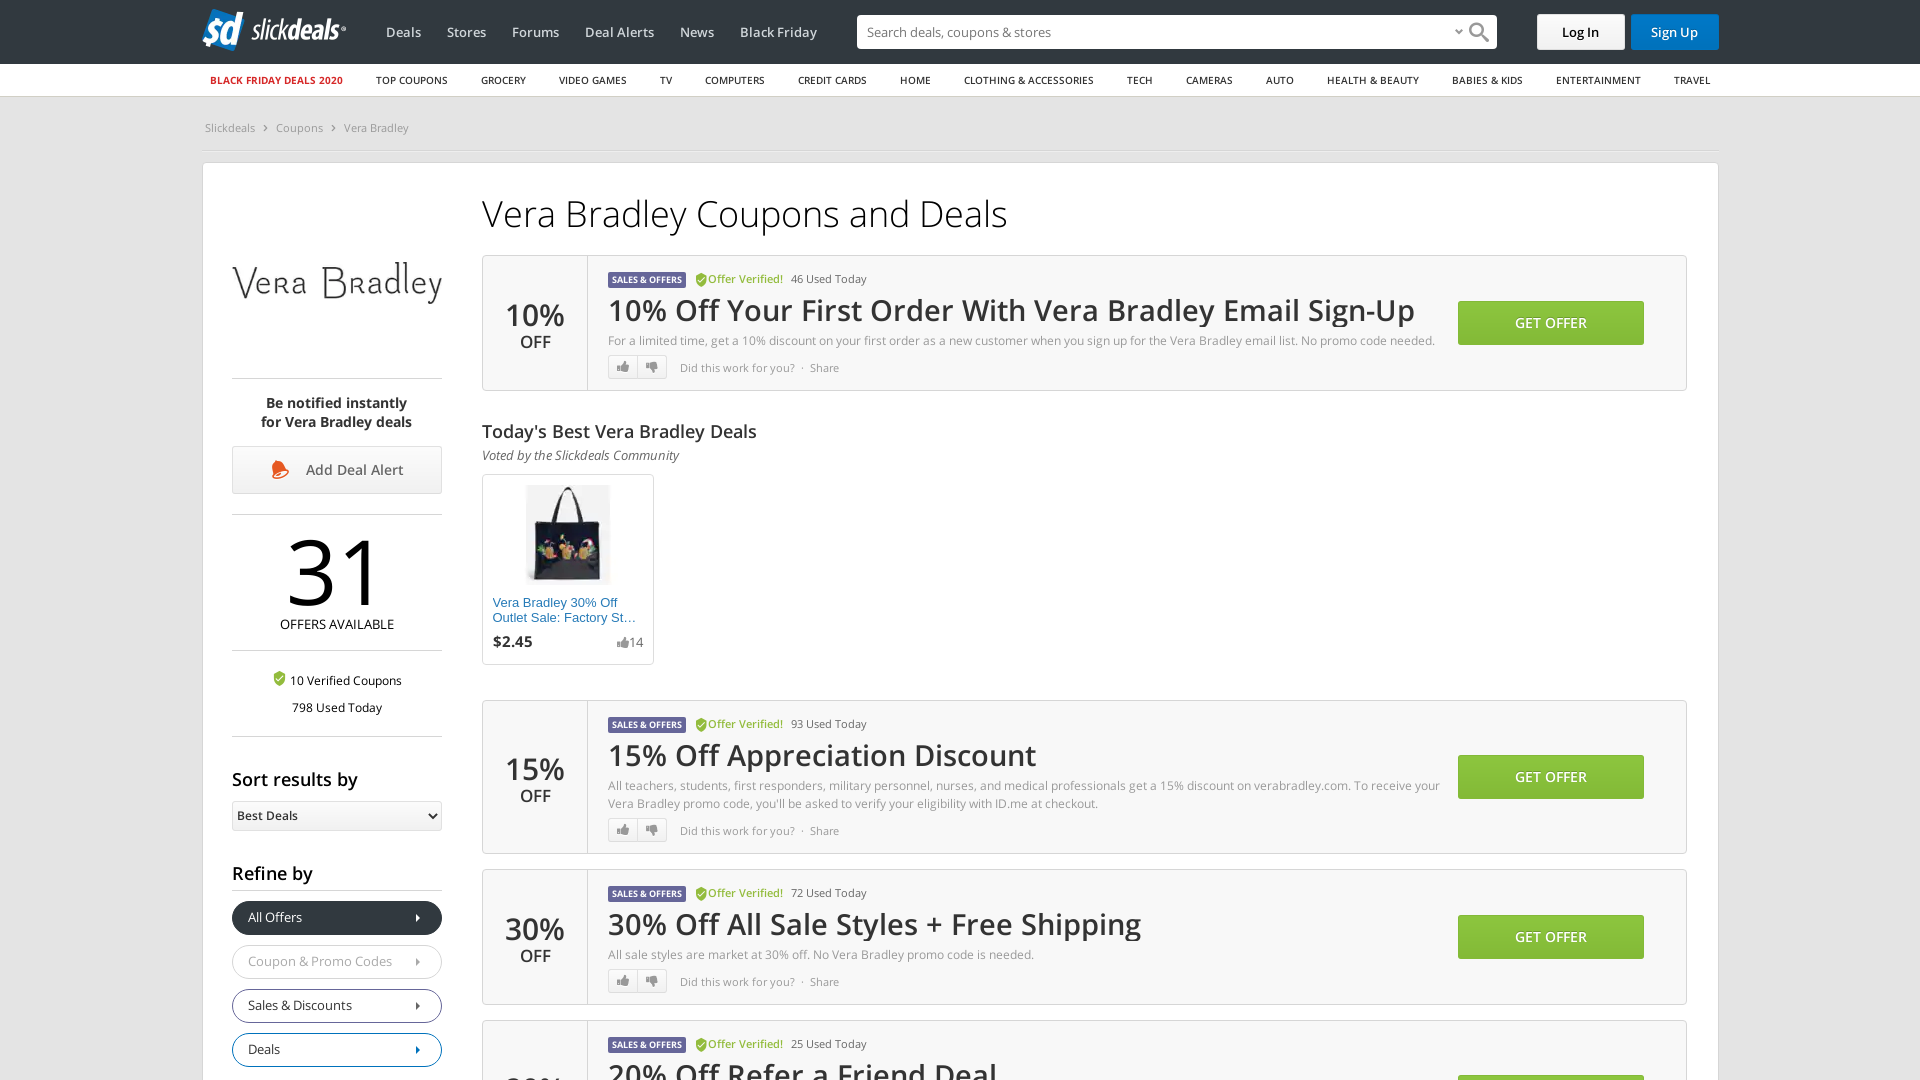 slickdeals
Deals
Stores
Forums
Deal Alerts
News
Black Friday
Search deals, coupons & stores
Log In
Sign Up
BLACK FRIDAY DEALS 2020
TOP COUPONS
GROCERY
VIDEO GAMES
TV
COMPUTERS
CREDIT CARDS
HOME
CLOTHING & ACCESSORIES
TECH
CAMERAS
AUTO
HEALTH & BEAUTY
BABIES & KIDS
ENTERTAINMENT
TRAVEL
Slickdeals > Coupons > Vera Bradley
Vera Bradley
Be notified instantly
for Vera Bradley deals
Add Deal Alert
31
OFFERS AVAILABLE
10 Verified Coupons
798 Used Today
Sort results by
Best Deals
Refine by
All Offers
Coupon & Promo Codes
Sales & Discounts
Deals
Vera Bradley Coupons and Deals
10%
OFF
SALES & OFFERS Offer Verified! 46 Used Today
10% Off Your First Order With Vera Bradley Email Sign-Up
For a limited time, get a 10% discount on your first order as a new customer when you sign up for the Vera Bradley email list. No promo code needed.
Did this work for you? · Share
GET OFFER
Today's Best Vera Bradley Deals
Voted by the Slickdeals Community
Vera Bradley 30% Off
Outlet Sale: Factory St...
$2.45
14
15%
OFF
SALES & OFFERS Offer Verified! 93 Used Today
15% Off Appreciation Discount
All teachers, students, first responders, military personnel, nurses, and medical professionals get a 15% discount on verabradley.com. To receive your
Vera Bradley promo code, you'll be asked to verify your eligibility with ID.me at checkout.
Did this work for you? · Share
GET OFFER
30%
OFF
SALES & OFFERS Offer Verified! 72 Used Today
30% Off All Sale Styles + Free Shipping
All sale styles are market at 30% off. No Vera Bradley promo code is needed.
Did this work for you? · Share
GET OFFER
SALES & OFFERS Offer Verified! 25 Used Today
20% Off Refer a Friend Deal